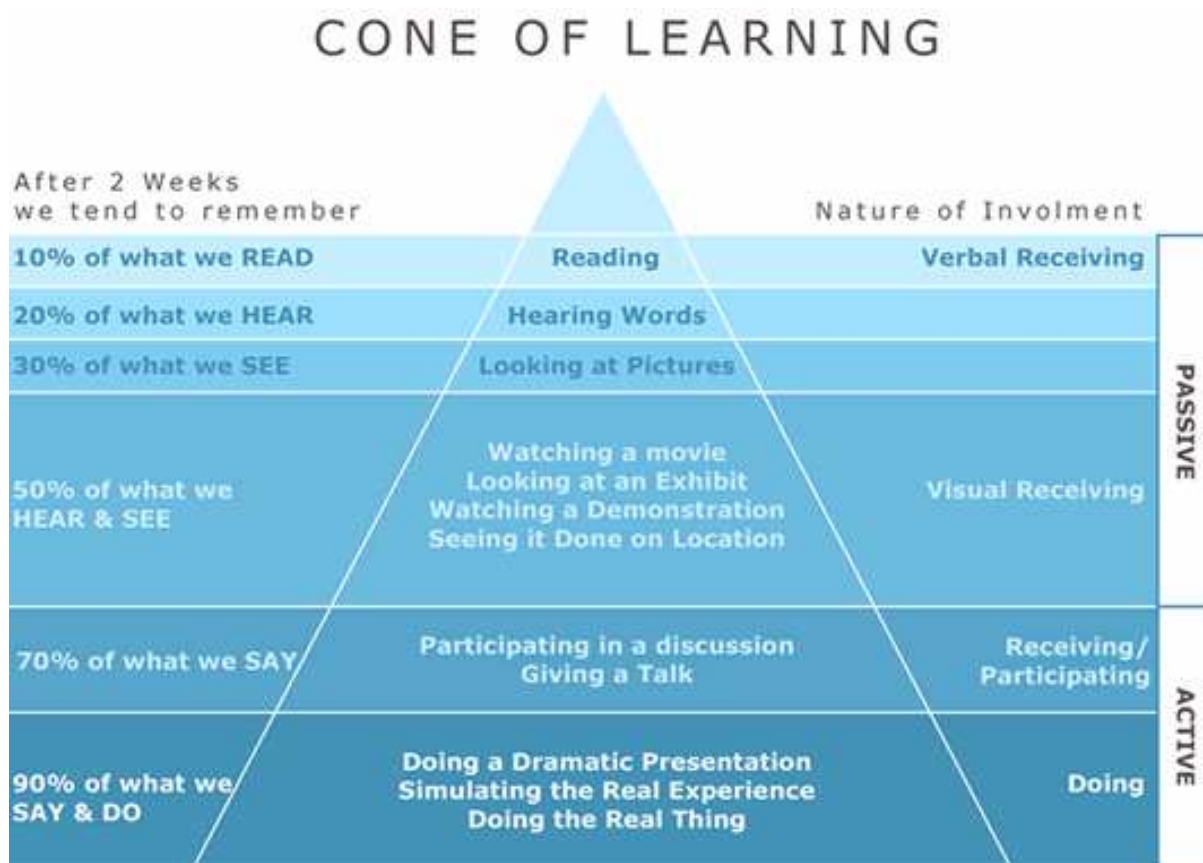 CONE OF LEARNING
After 2 Weeks
we tend to remember
Nature of Involment
10% of what we READ
Reading
Verbal Receiving
20% of what we HEAR
Hearing Words
30% of what we SEE
Looking at Pictures
50% of what we
HEAR & SEE
Watching a movie
Looking at an Exhibit
Watching a Demonstration
Seeing it Done on Location
Visual Receiving
PASSIVE
70% of what we SAY
Participating in a discussion
Giving a Talk
Receiving/
Participating
90% of what we
SAY & DO
Doing a Dramatic Presentation
Simulating the Real Experience
Doing the Real Thing
Doing
ACTIVE